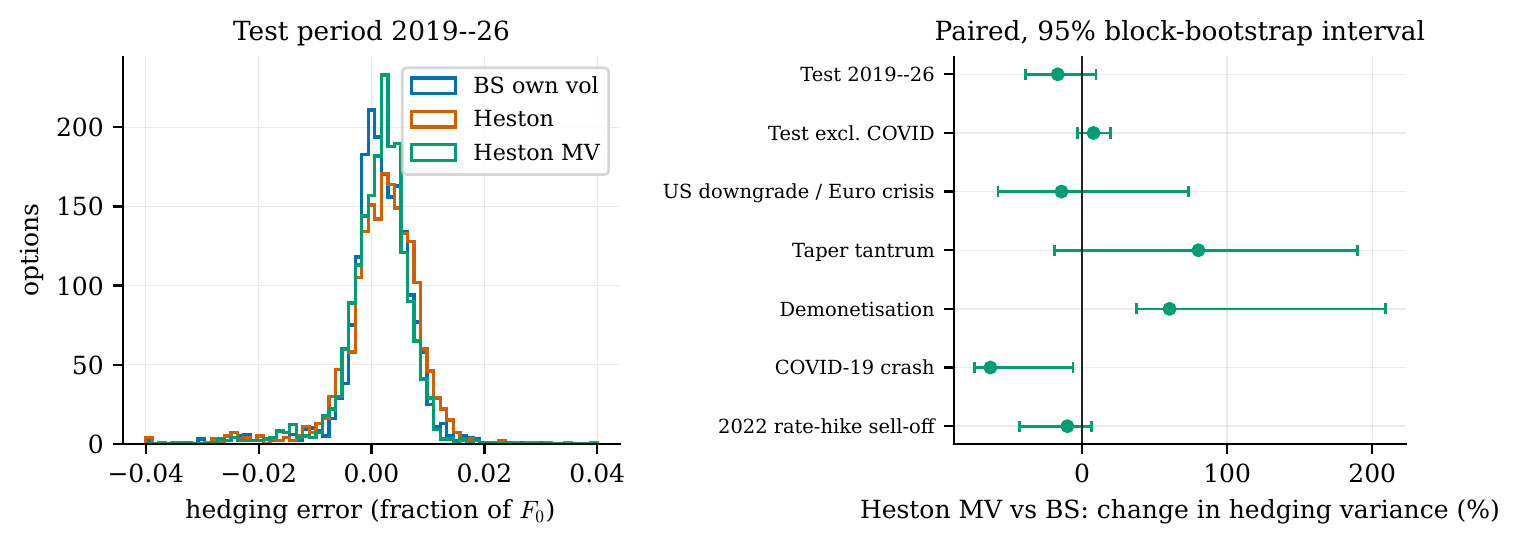 Test period 2019--26
options
200
150
100
50
0
BS own vol
Heston
Heston MV
−0.04 −0.02 0.00 0.02 0.04
hedging error (fraction of F0)
Paired, 95% block-bootstrap interval
Test 2019--26
Test excl. COVID
US downgrade / Euro crisis
Taper tantrum
Demonetisation
COVID-19 crash
2022 rate-hike sell-off
0 100 200
Heston MV vs BS: change in hedging variance (%)